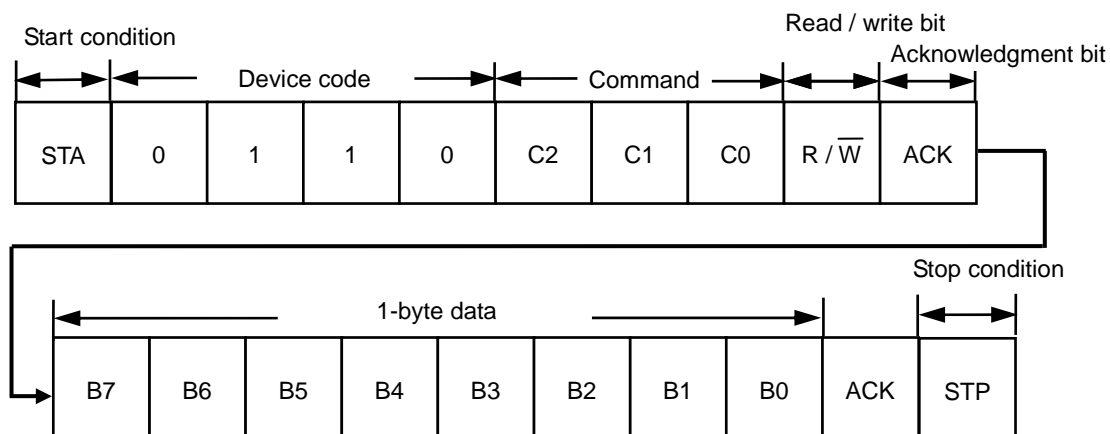 Read / write bit
Start condition
Acknowledgment bit
Device code
Command
STA 0 1 1 0 C2 C1 C0 R / W̅ ACK
Stop condition
1-byte data
B7 B6 B5 B4 B3 B2 B1 B0 ACK STP